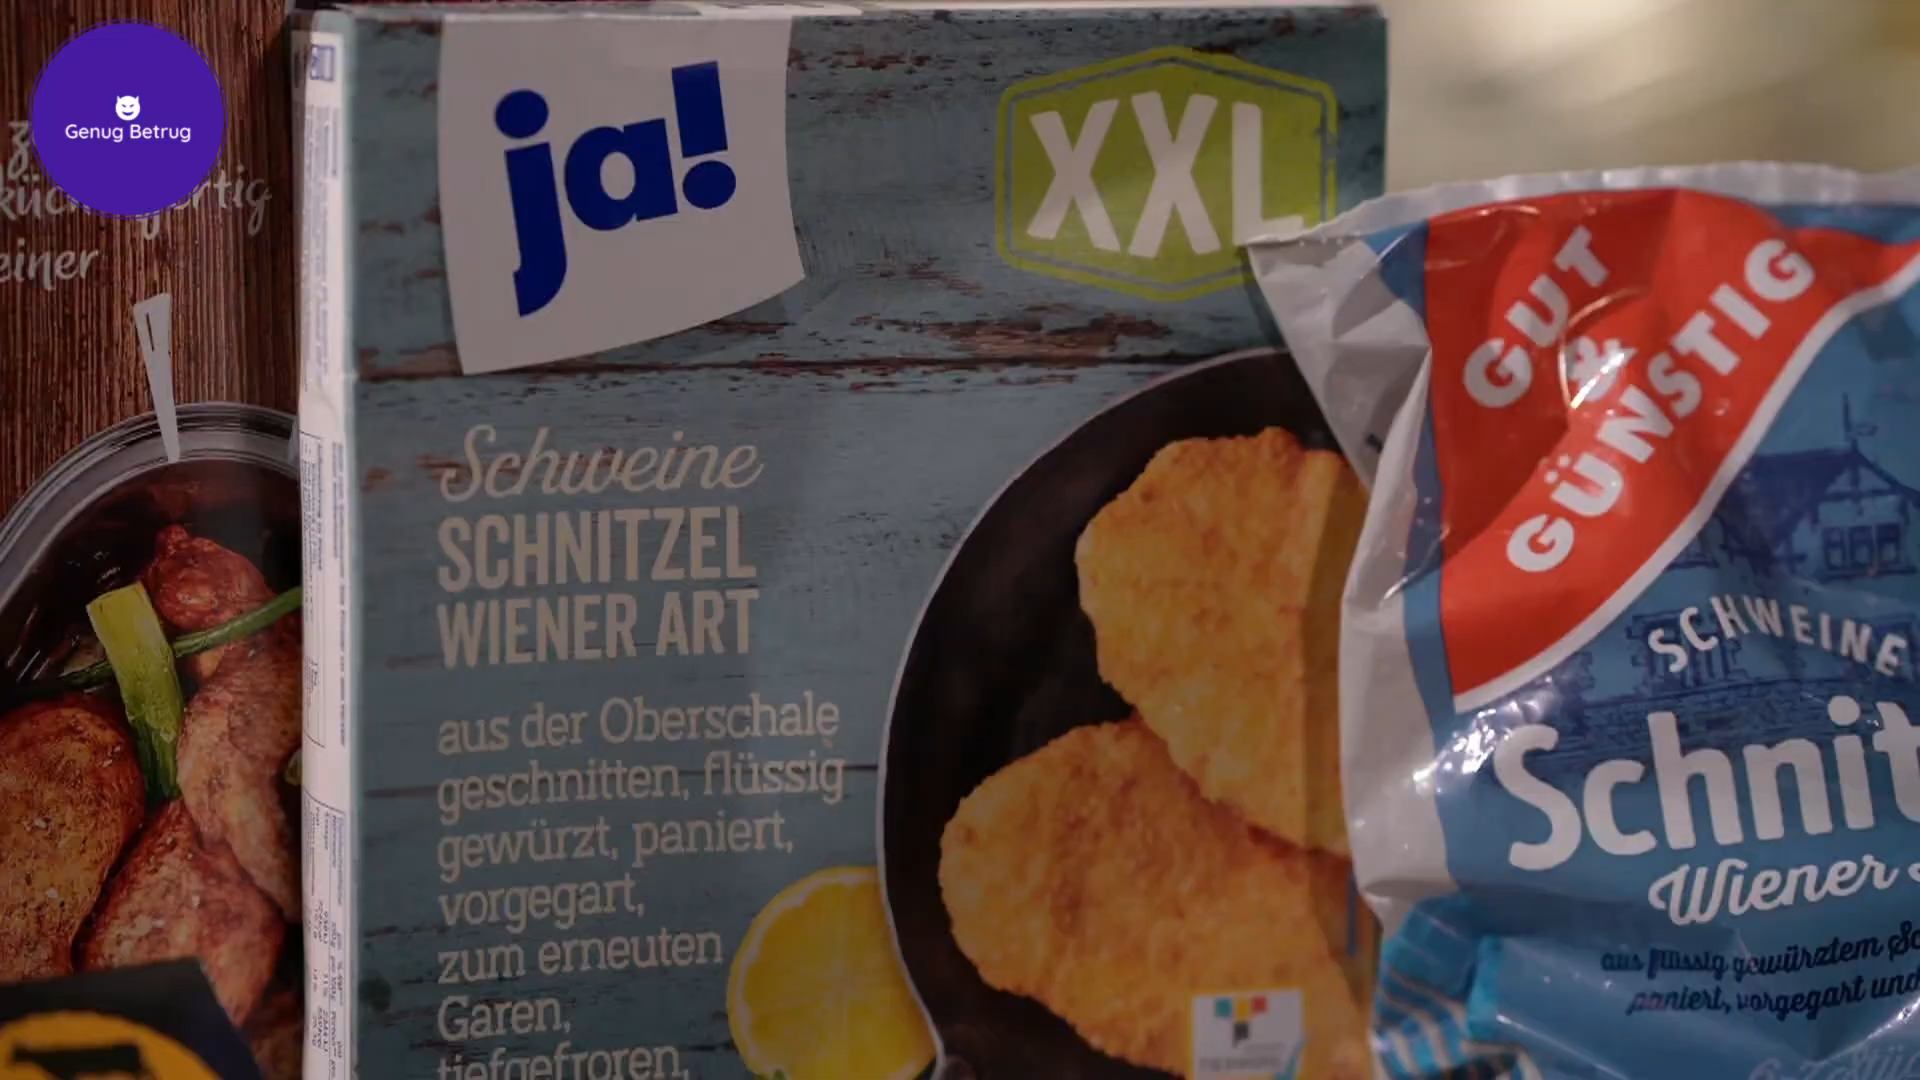 Genug Betrug
einer
ja!
XXL
Schweine
SCHNITZEL
WIENER ART
aus der Oberschale
geschnitten, flüssig
gewürzt, paniert,
vorgegart,
zum erneuten
Garen,
tiefgefroren,
GUT
&
GÜNSTIG
SCHWEINE
Schnit
Wiener
aus flüssig gewürztem
paniert, vorgegart und